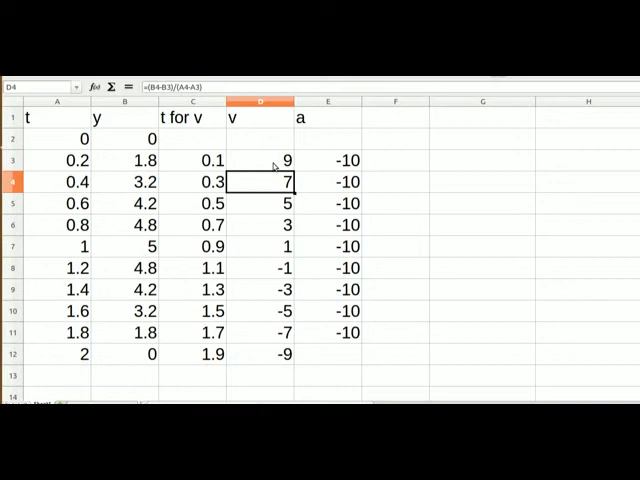 D4 =(B4-B3)/(A4-A3)
A B C D E F G H
1 t y t for v v a
2 0 0
3 0.2 1.8 0.1 9 -10
4 0.4 3.2 0.3 7 -10
5 0.6 4.2 0.5 5 -10
6 0.8 4.8 0.7 3 -10
7 1 5 0.9 1 -10
8 1.2 4.8 1.1 -1 -10
9 1.4 4.2 1.3 -3 -10
10 1.6 3.2 1.5 -5 -10
11 1.8 1.8 1.7 -7 -10
12 2 0 1.9 -9
13
14